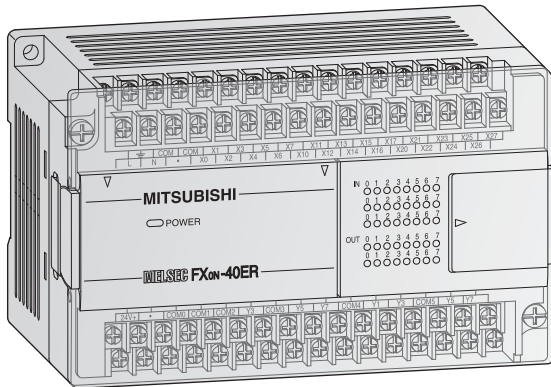 L ⏚ COM COM X1 X3 X5 X7 X11 X13 X15 X17 X21 X23 X25 X27
N • X0 X2 X4 X6 X10 X12 X14 X16 X20 X22 X24 X26
MITSUBISHI
POWER
MELSEC FX0N-40ER
IN 0 1 2 3 4 5 6 7
0 1 2 3 4 5 6 7
0 1 2 3 4 5 6 7
OUT 0 1 2 3 4 5 6 7
0 1 2 3 4 5 6 7
24V+ • COM0 COM1 COM2 Y3 COM3 Y5 Y7 COM4 Y1 Y3 COM5 Y5 Y7